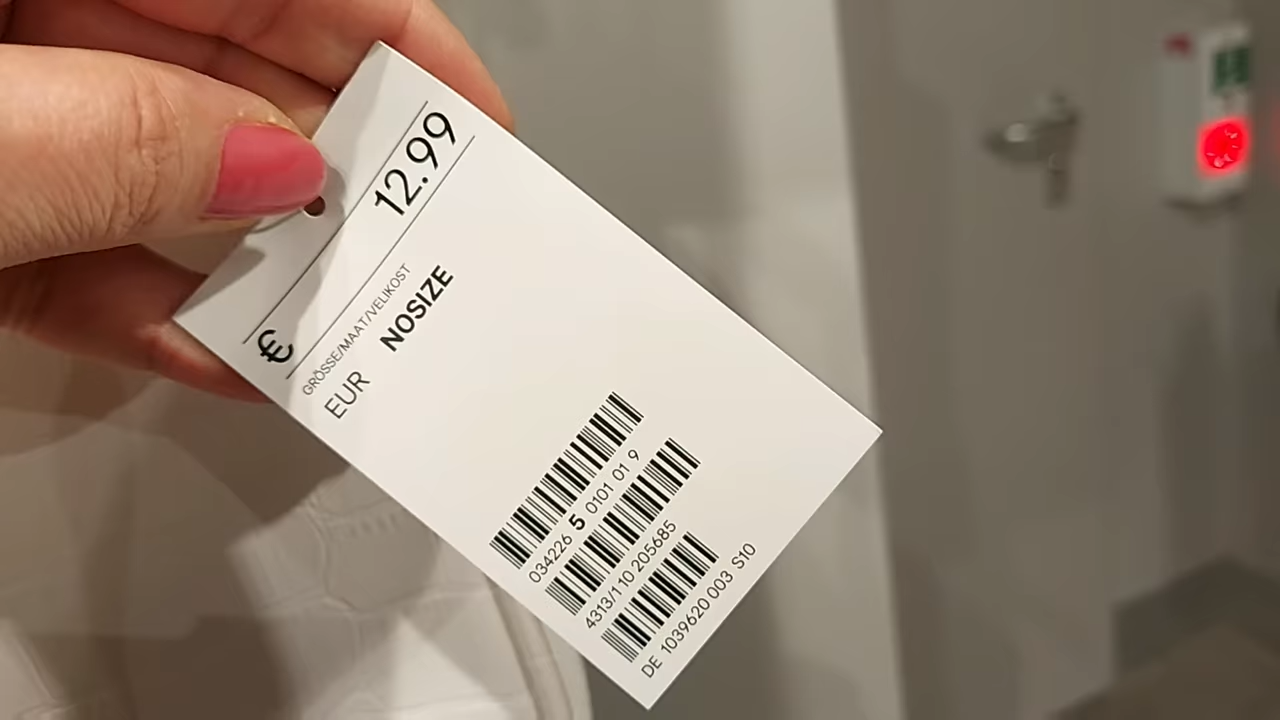 € 12.99
GRÖSSE/MAAT/VELIKOST
EUR NOSIZE
034226 5 0101 01 9
4313/110 205685
DE 1039620 003 S10